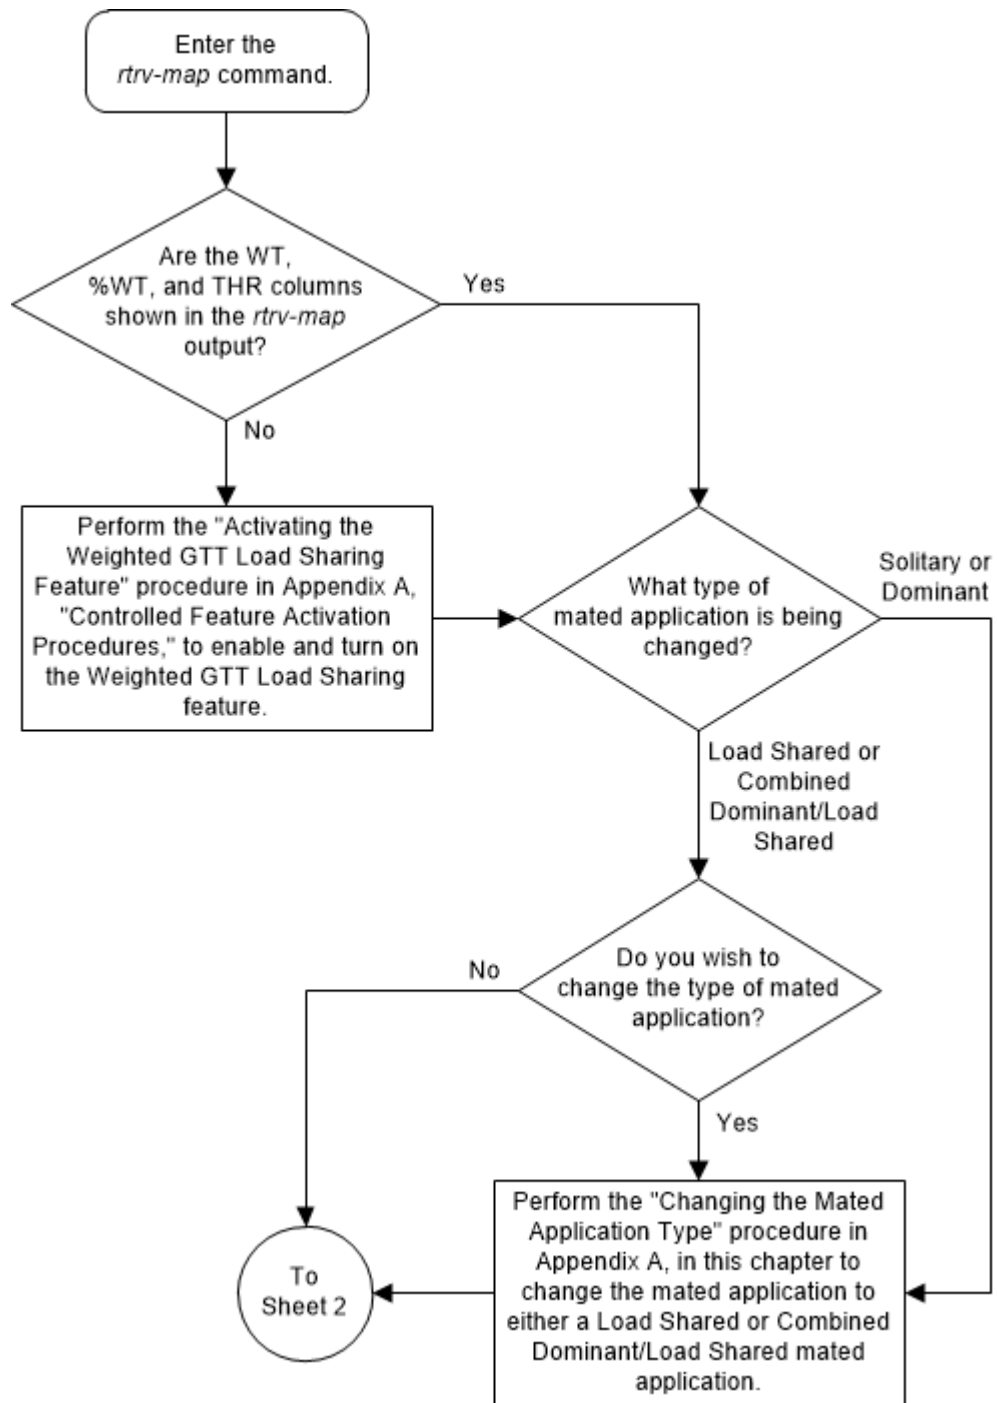 Enter the
rtrv-map command.
Are the WT,
%WT, and THR columns
shown in the rtrv-map
output?
Yes
No
Perform the "Activating the
Weighted GTT Load Sharing
Feature" procedure in Appendix A,
"Controlled Feature Activation
Procedures," to enable and turn on
the Weighted GTT Load Sharing
feature.
What type of
mated application is being
changed?
Solitary or
Dominant
Load Shared or
Combined
Dominant/Load
Shared
Do you wish to
change the type of mated
application?
No
Yes
Perform the "Changing the Mated
Application Type" procedure in
Appendix A, in this chapter to
change the mated application to
either a Load Shared or Combined
Dominant/Load Shared mated
application.
To
Sheet 2